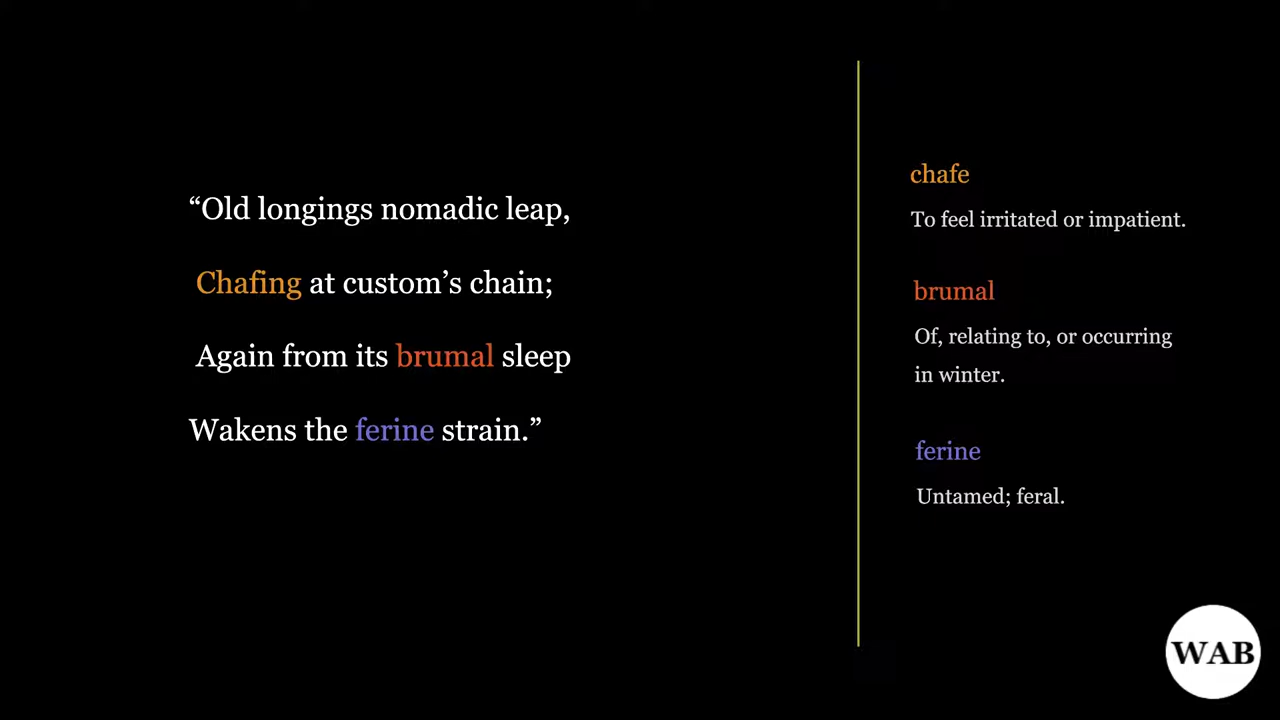 “Old longings nomadic leap,
Chafing at custom’s chain;
Again from its brumal sleep
Wakens the ferine strain.”
chafe
To feel irritated or impatient.
brumal
Of, relating to, or occurring
in winter.
ferine
Untamed; feral.
WAB